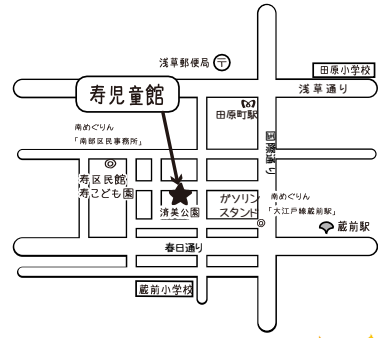 浅草郵便局
田原小学校
浅草通り
寿児童館
田原町駅
国際通り
南めぐりん
「南部区民事務所」
寿区民館
寿こども園
済美公園
ガソリン
スタンド
南めぐりん
「大江戸線蔵前駅」
蔵前駅
春日通り
蔵前小学校